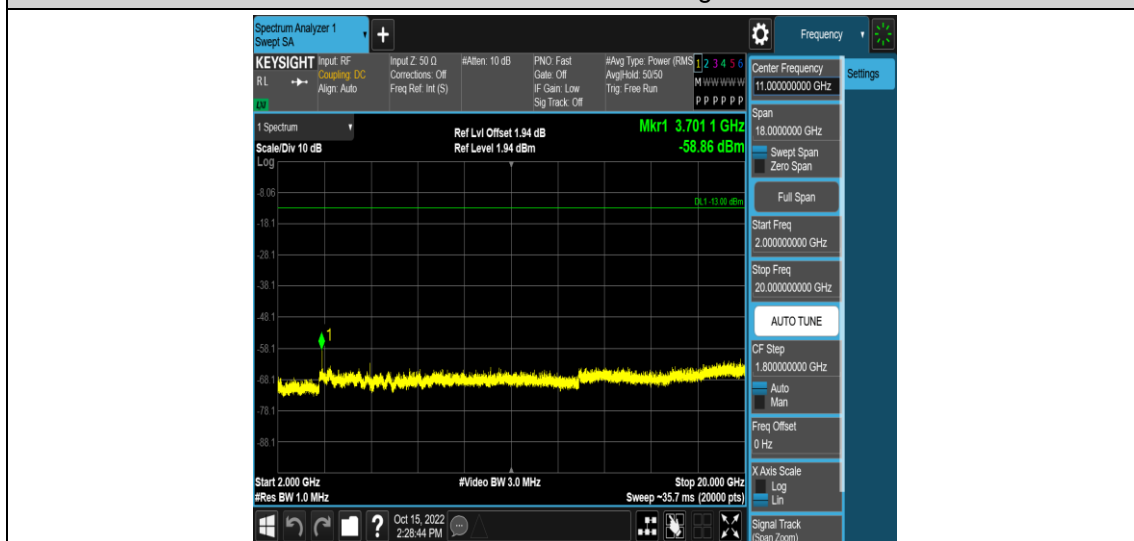 Spectrum Analyzer 1
Swept SA
+
Frequency
KEYSIGHT
RL
LXI
Input: RF
Coupling: DC
Align: Auto
Input Z: 50 Ω
Corrections: Off
Freq Ref: Int (S)
#Atten: 10 dB
PNO: Fast
Gate: Off
IF Gain: Low
Sig Track: Off
#Avg Type: Power (RMS
Avg|Hold: 50/50
Trig: Free Run
1 2 3 4 5 6
M W W W W W
P P P P P P
1 Spectrum
Scale/Div 10 dB
Log
Ref Lvl Offset 1.94 dB
Ref Level 1.94 dBm
Mkr1 3.701 1 GHz
-58.86 dBm
-8.06
DL1 -13.00 dBm
-18.1
-28.1
-38.1
-48.1
1
-58.1
-68.1
-78.1
-88.1
Start 2.000 GHz
#Res BW 1.0 MHz
#Video BW 3.0 MHz
Stop 20.000 GHz
Sweep ~35.7 ms (20000 pts)
?
Oct 15, 2022
2:28:44 PM
Center Frequency
11.000000000 GHz
Settings
Span
18.0000000 GHz
Swept Span
Zero Span
Full Span
Start Freq
2.000000000 GHz
Stop Freq
20.000000000 GHz
AUTO TUNE
CF Step
1.800000000 GHz
Auto
Man
Freq Offset
0 Hz
X Axis Scale
Log
Lin
Signal Track
(Span Zoom)